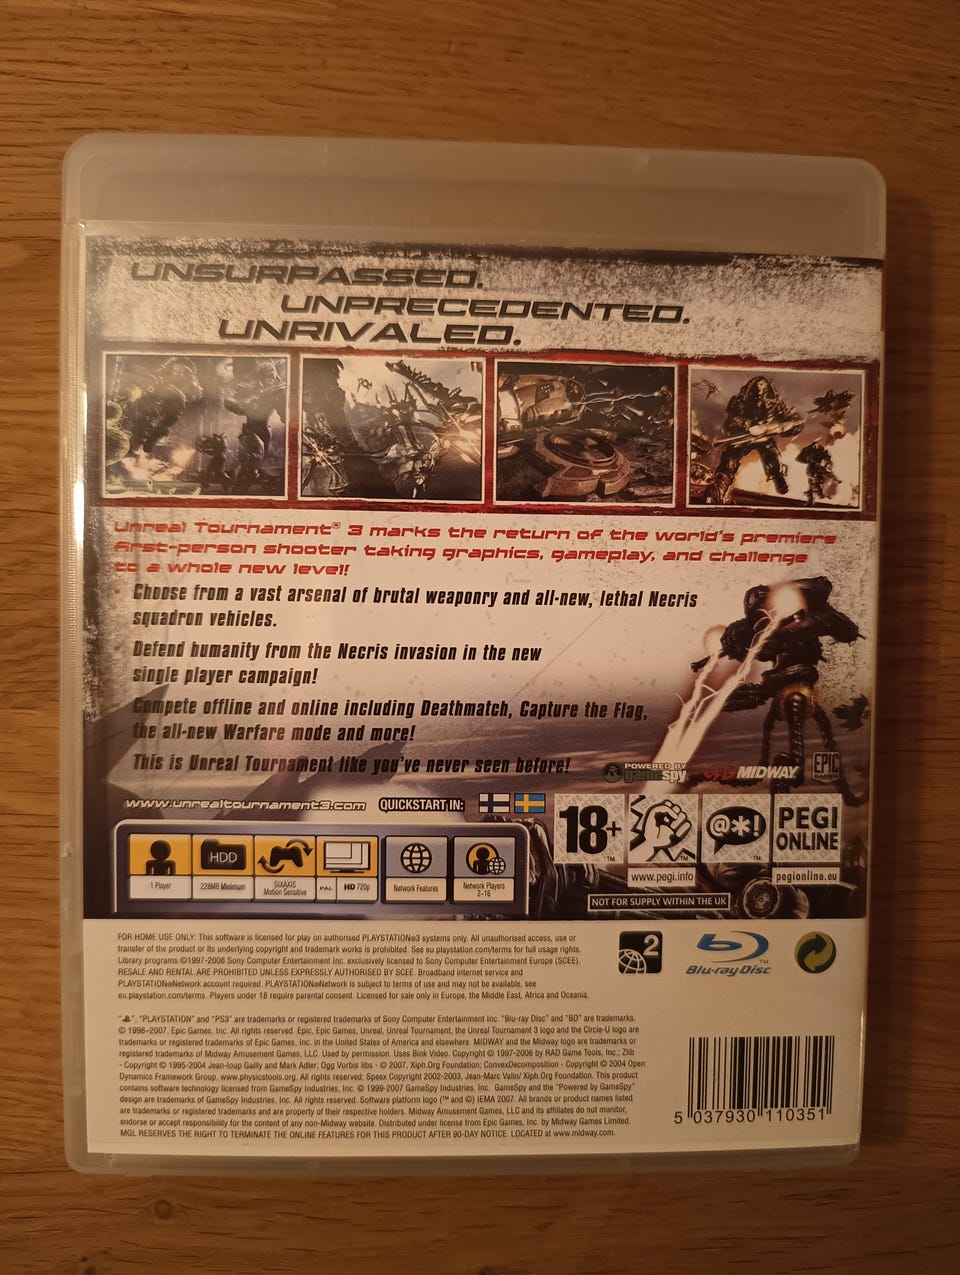 UNSURPASSED.
UNPRECEDENTED.
UNRIVALED.
Unreal Tournament® 3 marks the return of the world's premiere
first-person shooter taking graphics, gameplay, and challenge
to a whole new level!
Choose from a vast arsenal of brutal weaponry and all-new, lethal Necris
squadron vehicles.
Defend humanity from the Necris invasion in the new
single player campaign!
Compete offline and online including Deathmatch, Capture the Flag,
the all-new Warfare mode and more!
This is Unreal Tournament like you've never seen before!
POWERED BY
gamespy
MIDWAY
EPIC
GAMES
www.unrealtournament3.com
QUICKSTART IN:
18+™
™
@*!
™
PEGI
ONLINE
www.pegi.info
pegionline.eu
NOT FOR SUPPLY WITHIN THE UK
HDD
1 Player
228MB Minimum
SIXAXIS
Motion Sensitive
PAL
HD 720p
Network Features
Network Players
2-16
FOR HOME USE ONLY: This software is licensed for play on authorised PLAYSTATION®3 systems only. All unauthorised access, use or
transfer of the product or its underlying copyright and trademark works is prohibited. See eu.playstation.com/terms for full usage rights.
Library programs ©1997-2008 Sony Computer Entertainment Inc. exclusively licensed to Sony Computer Entertainment Europe (SCEE).
RESALE AND RENTAL ARE PROHIBITED UNLESS EXPRESSLY AUTHORISED BY SCEE. Broadband internet service and
PLAYSTATION®Network account required. PLAYSTATION®Network is subject to terms of use and may not be available, see
eu.playstation.com/terms. Players under 18 require parental consent. Licensed for sale only in Europe, the Middle East, Africa and Oceania.
2
Blu-ray Disc
™
" ", "PLAYSTATION" and "PS3" are trademarks or registered trademarks of Sony Computer Entertainment Inc. "Blu-ray Disc" and "BD" are trademarks.
© 1998–2007, Epic Games, Inc. All rights reserved. Epic, Epic Games, Unreal, Unreal Tournament, the Unreal Tournament 3 logo and the Circle-U logo are
trademarks or registered trademarks of Epic Games, Inc. in the United States of America and elsewhere. MIDWAY and the Midway logo are trademarks or
registered trademarks of Midway Amusement Games, LLC. Used by permission. Uses Bink Video. Copyright © 1997-2006 by RAD Game Tools, Inc.; Zlib
- Copyright © 1995-2004 Jean-loup Gailly and Mark Adler; Ogg Vorbis libs - © 2007, Xiph.Org Foundation; ConvexDecomposition - Copyright © 2004 Open
Dynamics Framework Group, www.physicstools.org. All rights reserved; Speex Copyright 2002-2003, Jean-Marc Valin/ Xiph.Org Foundation. This product
contains software technology licensed from GameSpy Industries, Inc. © 1999-2007 GameSpy Industries, Inc. GameSpy and the "Powered by GameSpy"
design are trademarks of GameSpy Industries, Inc. All rights reserved. Software platform logo (™ and ©) IEMA 2007. All brands or product names listed
are trademarks or registered trademarks and are property of their respective holders. Midway Amusement Games, LLC and its affiliates do not monitor,
endorse or accept responsibility for the content of any non-Midway website. Distributed under license from Epic Games, Inc. by Midway Games Limited.
MGL RESERVES THE RIGHT TO TERMINATE THE ONLINE FEATURES FOR THIS PRODUCT AFTER 90-DAY NOTICE. LOCATED at www.midway.com.
5 037930 110351